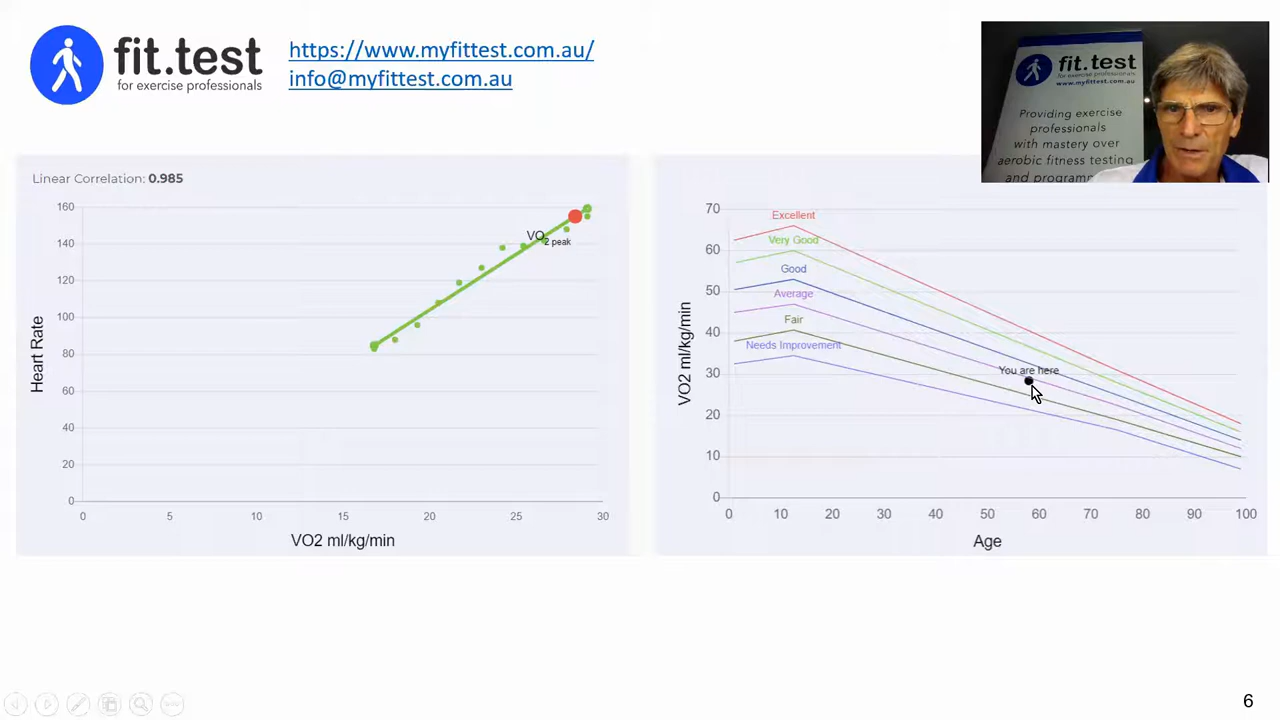 fit.test
for exercise professionals
https://www.myfittest.com.au/
info@myfittest.com.au
fit.test
for exercise professionals
www.myfittest.com.au
Providing exercise
professionals
with mastery over
aerobic fitness testing
and
Linear Correlation: 0.985
160
140
120
100
80
60
40
20
0
Heart Rate
VO2 peak
0 5 10 15 20 25 30
VO2 ml/kg/min
70
60
50
40
30
20
10
0
VO2 ml/kg/min
Excellent
Very Good
Good
Average
Fair
Needs Improvement
You are here
0 10 20 30 40 50 60 70 80 90 100
Age
6